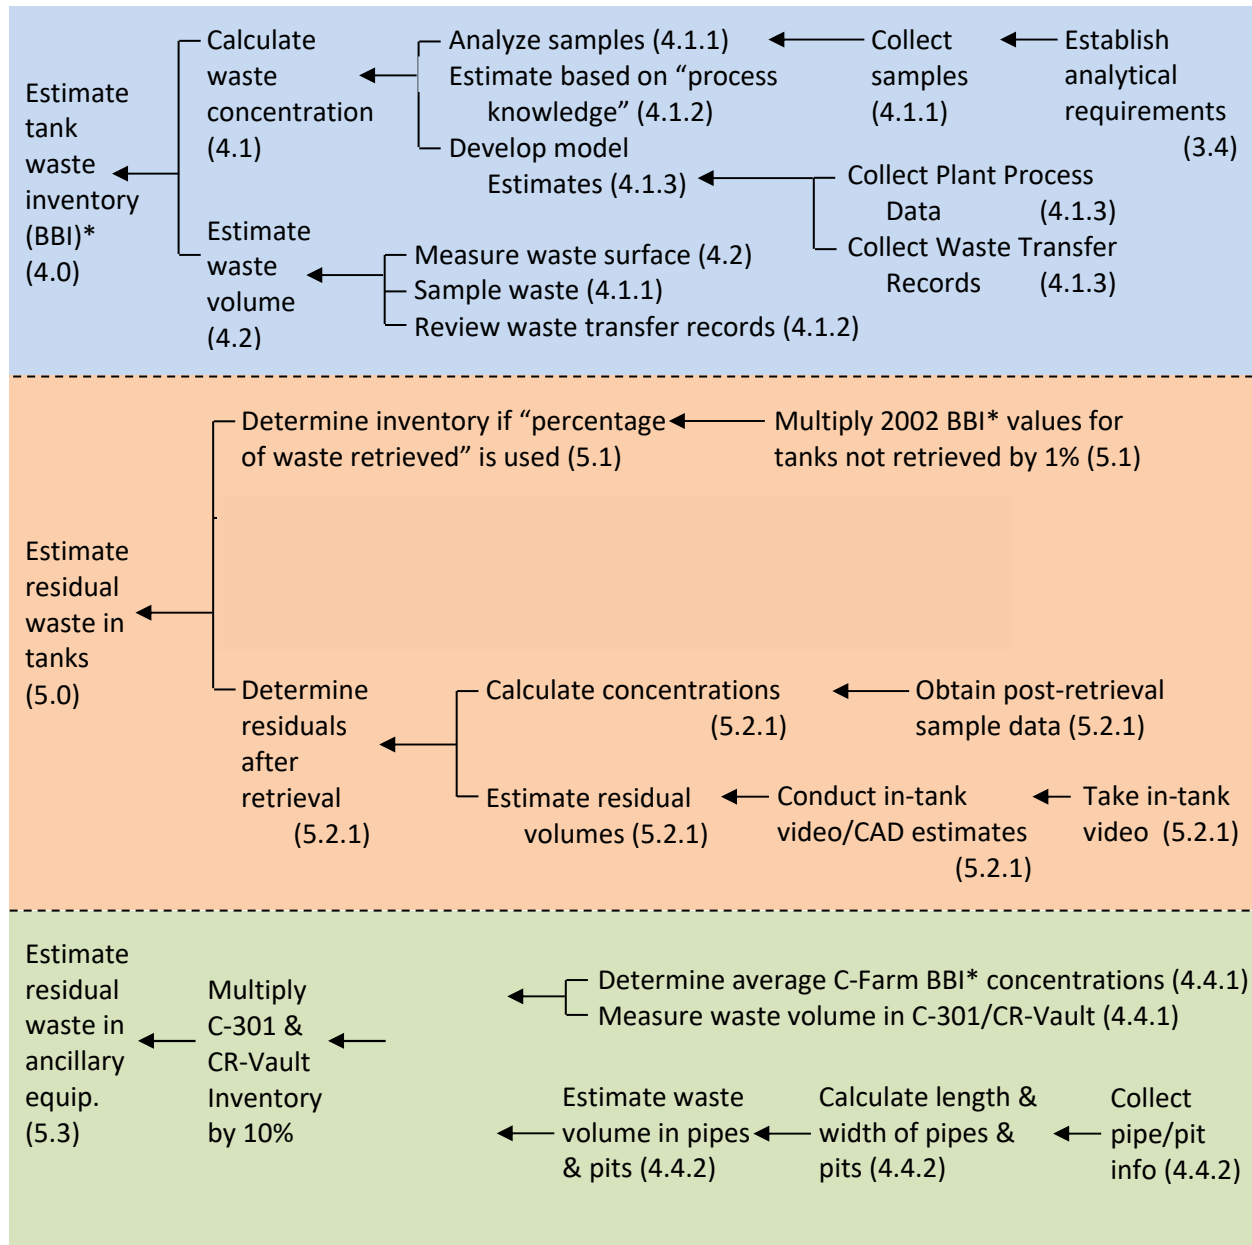 Estimate
tank
waste
inventory
(BBI)*
(4.0)
Calculate
waste
concentration
(4.1)
Analyze samples (4.1.1)
Estimate based on “process
knowledge” (4.1.2)
Develop model
Estimates (4.1.3)
Collect
samples
(4.1.1)
Establish
analytical
requirements
(3.4)
Collect Plant Process
Data (4.1.3)
Collect Waste Transfer
Records (4.1.3)
Estimate
waste
volume
(4.2)
Measure waste surface (4.2)
Sample waste (4.1.1)
Review waste transfer records (4.1.2)
Estimate
residual
waste in
tanks
(5.0)
Determine inventory if “percentage
of waste retrieved” is used (5.1)
Multiply 2002 BBI* values for
tanks not retrieved by 1% (5.1)
Determine
residuals
after
retrieval
(5.2.1)
Calculate concentrations
(5.2.1)
Obtain post-retrieval
sample data (5.2.1)
Estimate residual
volumes (5.2.1)
Conduct in-tank
video/CAD estimates
(5.2.1)
Take in-tank
video (5.2.1)
Estimate
residual
waste in
ancillary
equip.
(5.3)
Multiply
C-301 &
CR-Vault
Inventory
by 10%
Determine average C-Farm BBI* concentrations (4.4.1)
Measure waste volume in C-301/CR-Vault (4.4.1)
Estimate waste
volume in pipes
& pits (4.4.2)
Calculate length &
width of pipes &
pits (4.4.2)
Collect
pipe/pit
info (4.4.2)